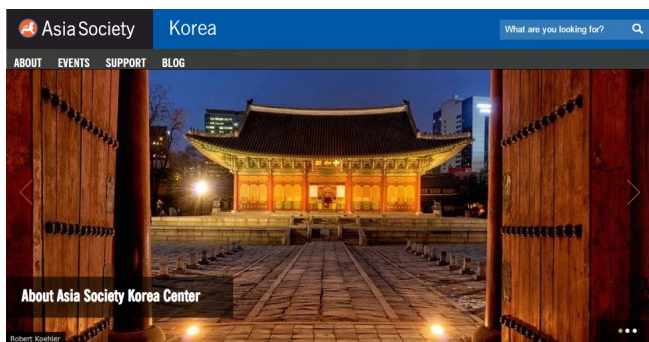 Asia Society
Korea
What are you looking for?
ABOUT EVENTS SUPPORT BLOG
About Asia Society Korea Center
Robert Koehler